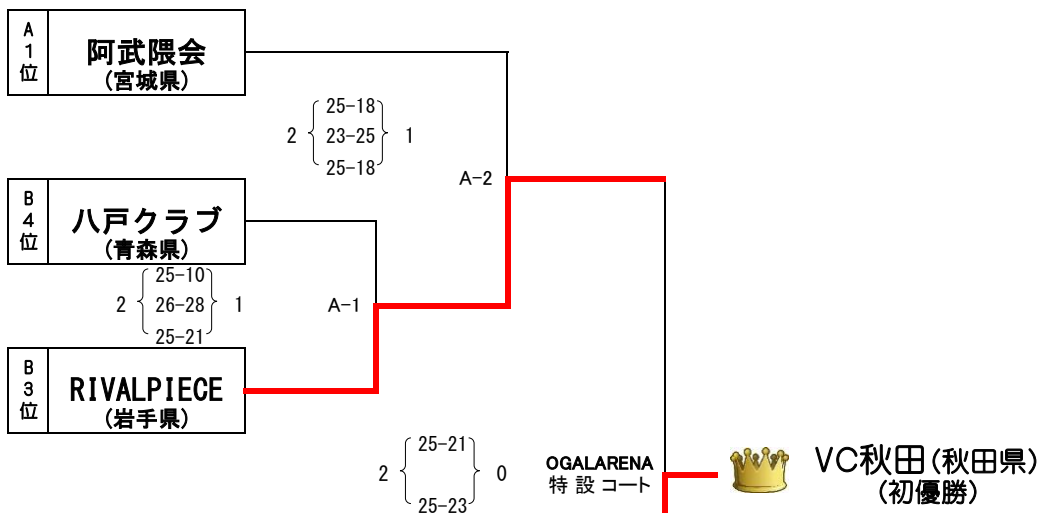 A1位
阿武隈会
(宮城県)
25-18
2 23-25 1
25-18
A-2
B4位
八戸クラブ
(青森県)
25-10
2 26-28 1
25-21
A-1
B3位
RIVALPIECE
(岩手県)
25-21
2 0
25-23
OGALARENA
特設コート
VC秋田(秋田県)
(初優勝)